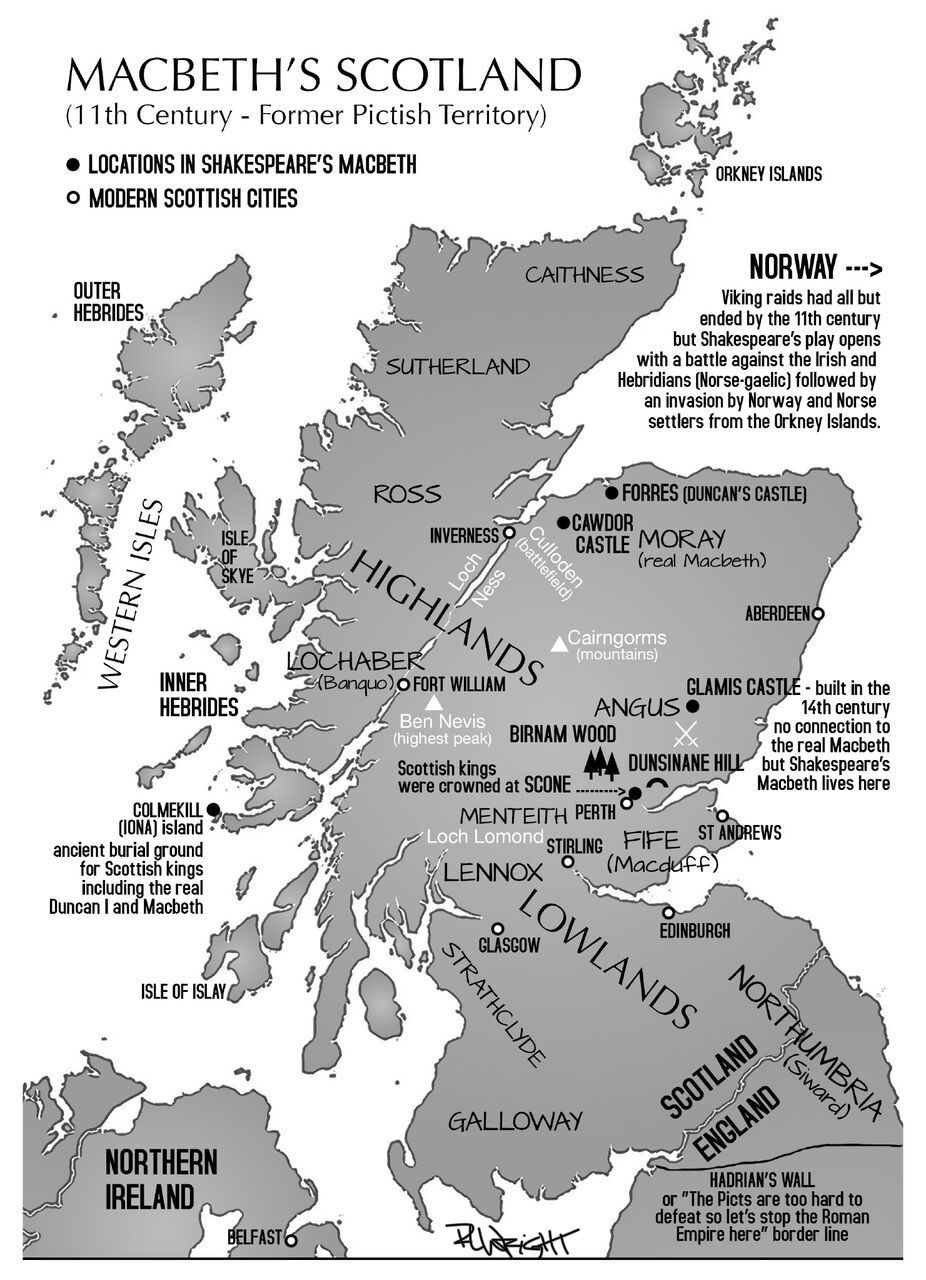 MACBETH'S SCOTLAND
(11th Century - Former Pictish Territory)
LOCATIONS IN SHAKESPEARE'S MACBETH
MODERN SCOTTISH CITIES
ORKNEY ISLANDS
CAITHNESS
NORWAY --->
Viking raids had all but
ended by the 11th century
but Shakespeare's play opens
with a battle against the Irish and
Hebridians (Norse-gaelic) followed by
an invasion by Norway and Norse
settlers from the Orkney Islands.
OUTER
HEBRIDES
SUTHERLAND
ROSS
FORRES (DUNCAN'S CASTLE)
CAWDOR
CASTLE
MORAY
(real Macbeth)
INVERNESS
Culloden
(battlefield)
Loch
Ness
ISLE
OF
SKYE
WESTERN ISLES
HIGHLANDS
ABERDEEN
Cairngorms
(mountains)
LOCHABER
(Banquo)
FORT WILLIAM
INNER
HEBRIDES
Ben Nevis
(highest peak)
ANGUS
GLAMIS CASTLE - built in the
14th century
no connection to
the real Macbeth
but Shakespeare's
Macbeth lives here
BIRNAM WOOD
DUNSINANE HILL
Scottish kings
were crowned at SCONE --------->
MENTEITH
PERTH
COLMEKILL
(IONA) island
ancient burial ground
for Scottish kings
including the real
Duncan I and Macbeth
Loch Lomond
STIRLING
FIFE
(Macduff)
ST ANDREWS
LENNOX
LOWLANDS
EDINBURGH
GLASGOW
STRATHCLYDE
ISLE OF ISLAY
NORTHUMBRIA
(Siward)
SCOTLAND
ENGLAND
GALLOWAY
NORTHERN
IRELAND
BELFAST
HADRIAN'S WALL
or "The Picts are too hard to
defeat so let's stop the Roman
Empire here" border line